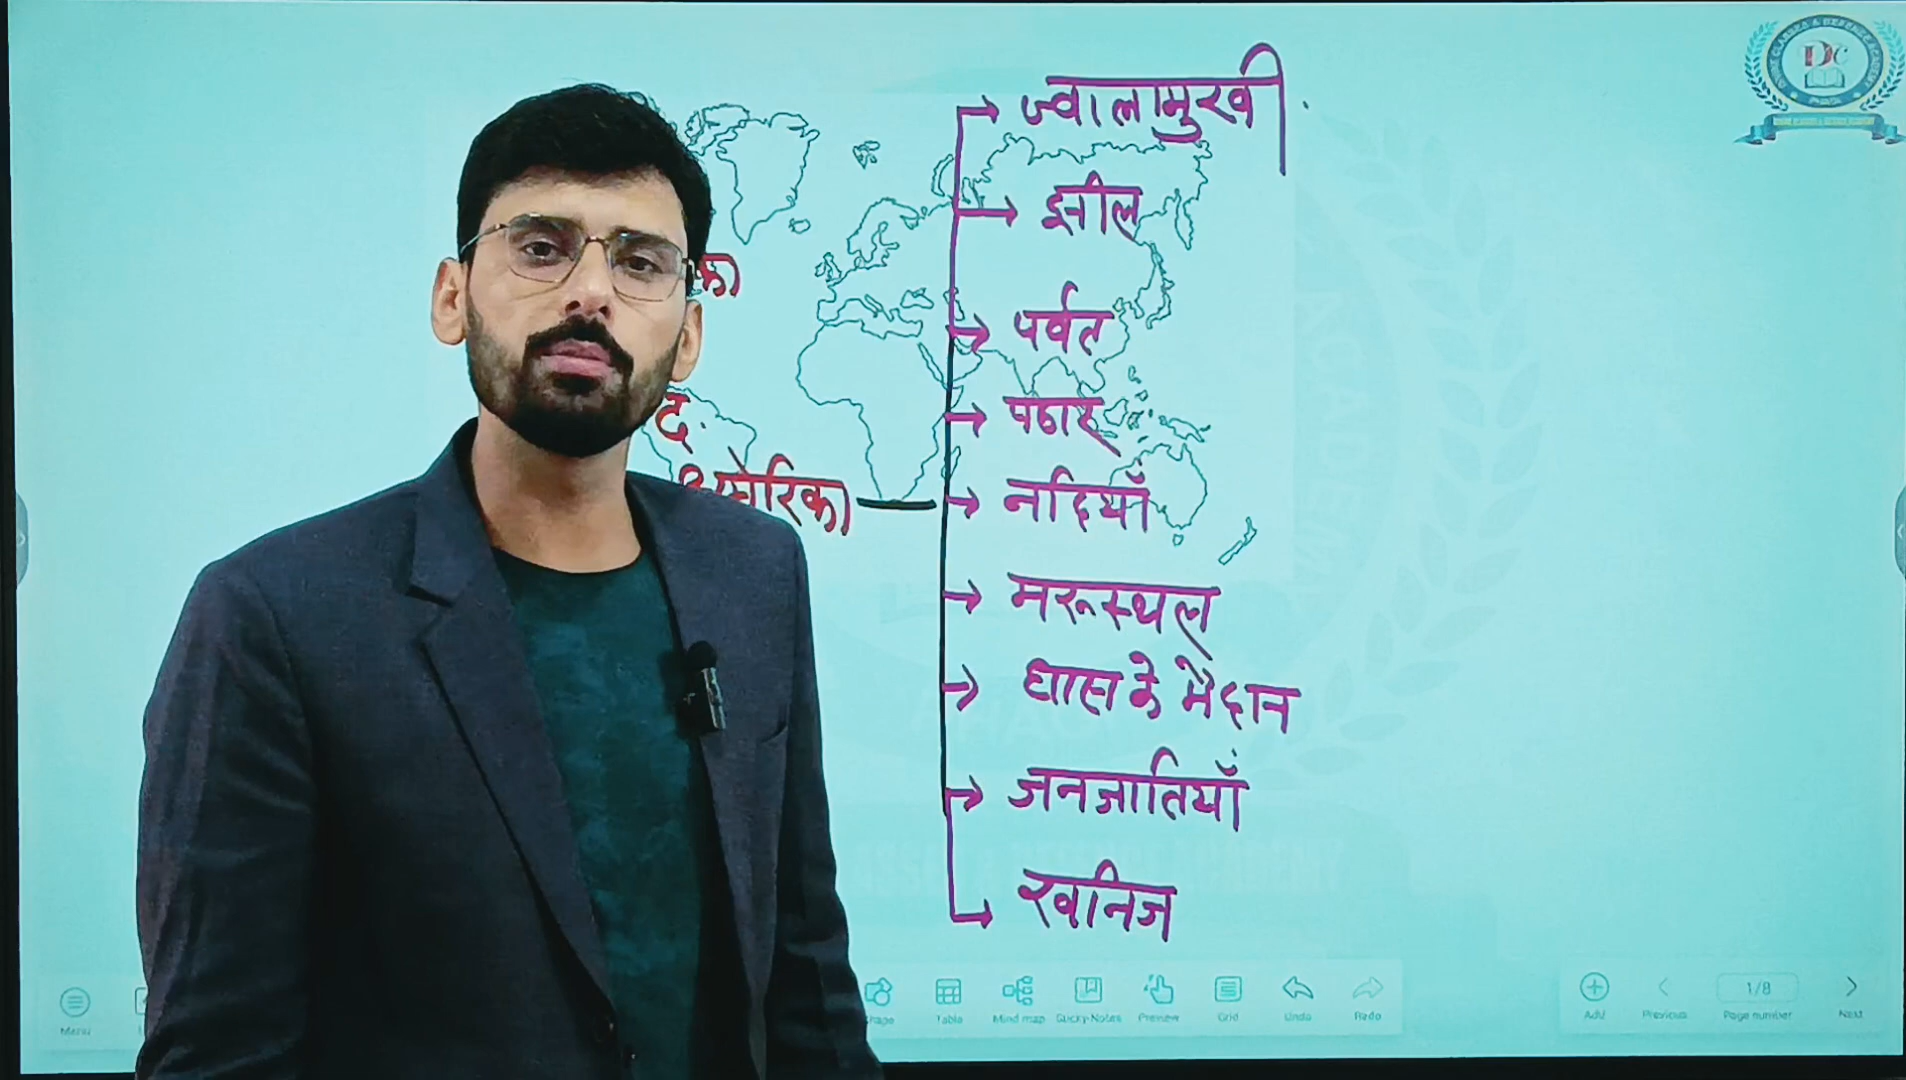 ज्वालामुखी
झील
पर्वत
पठार
द.
अमेरिका
नदियाँ
मरूस्थल
घास के मैदान
जनजातियाँ
खनिज
Menu
Table
Mind map
Sticky-Notes
Preview
Grid
Undo
Redo
Add
Previous
1/8
Page number
Next